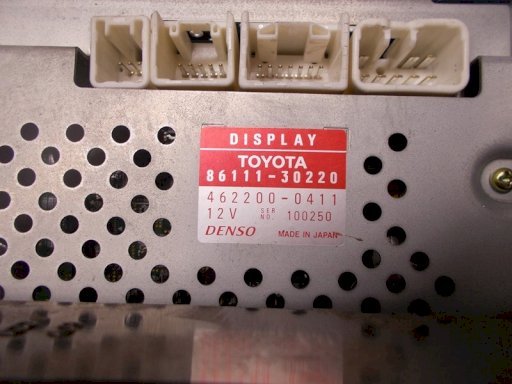 DISPLAY
TOYOTA
86111-30220
462200-0411
12V SER NO. 100250
DENSO MADE IN JAPAN